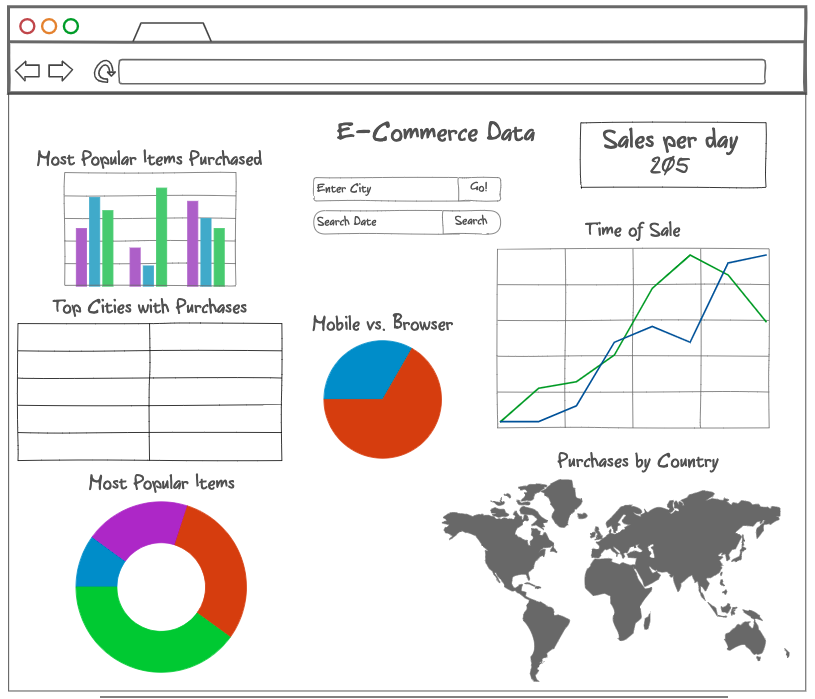 E-Commerce Data
Sales per day
205
Most Popular Items Purchased
Enter City
Go!
Search Date
Search
Time of Sale
Top Cities with Purchases
Mobile vs. Browser
Purchases by Country
Most Popular Items